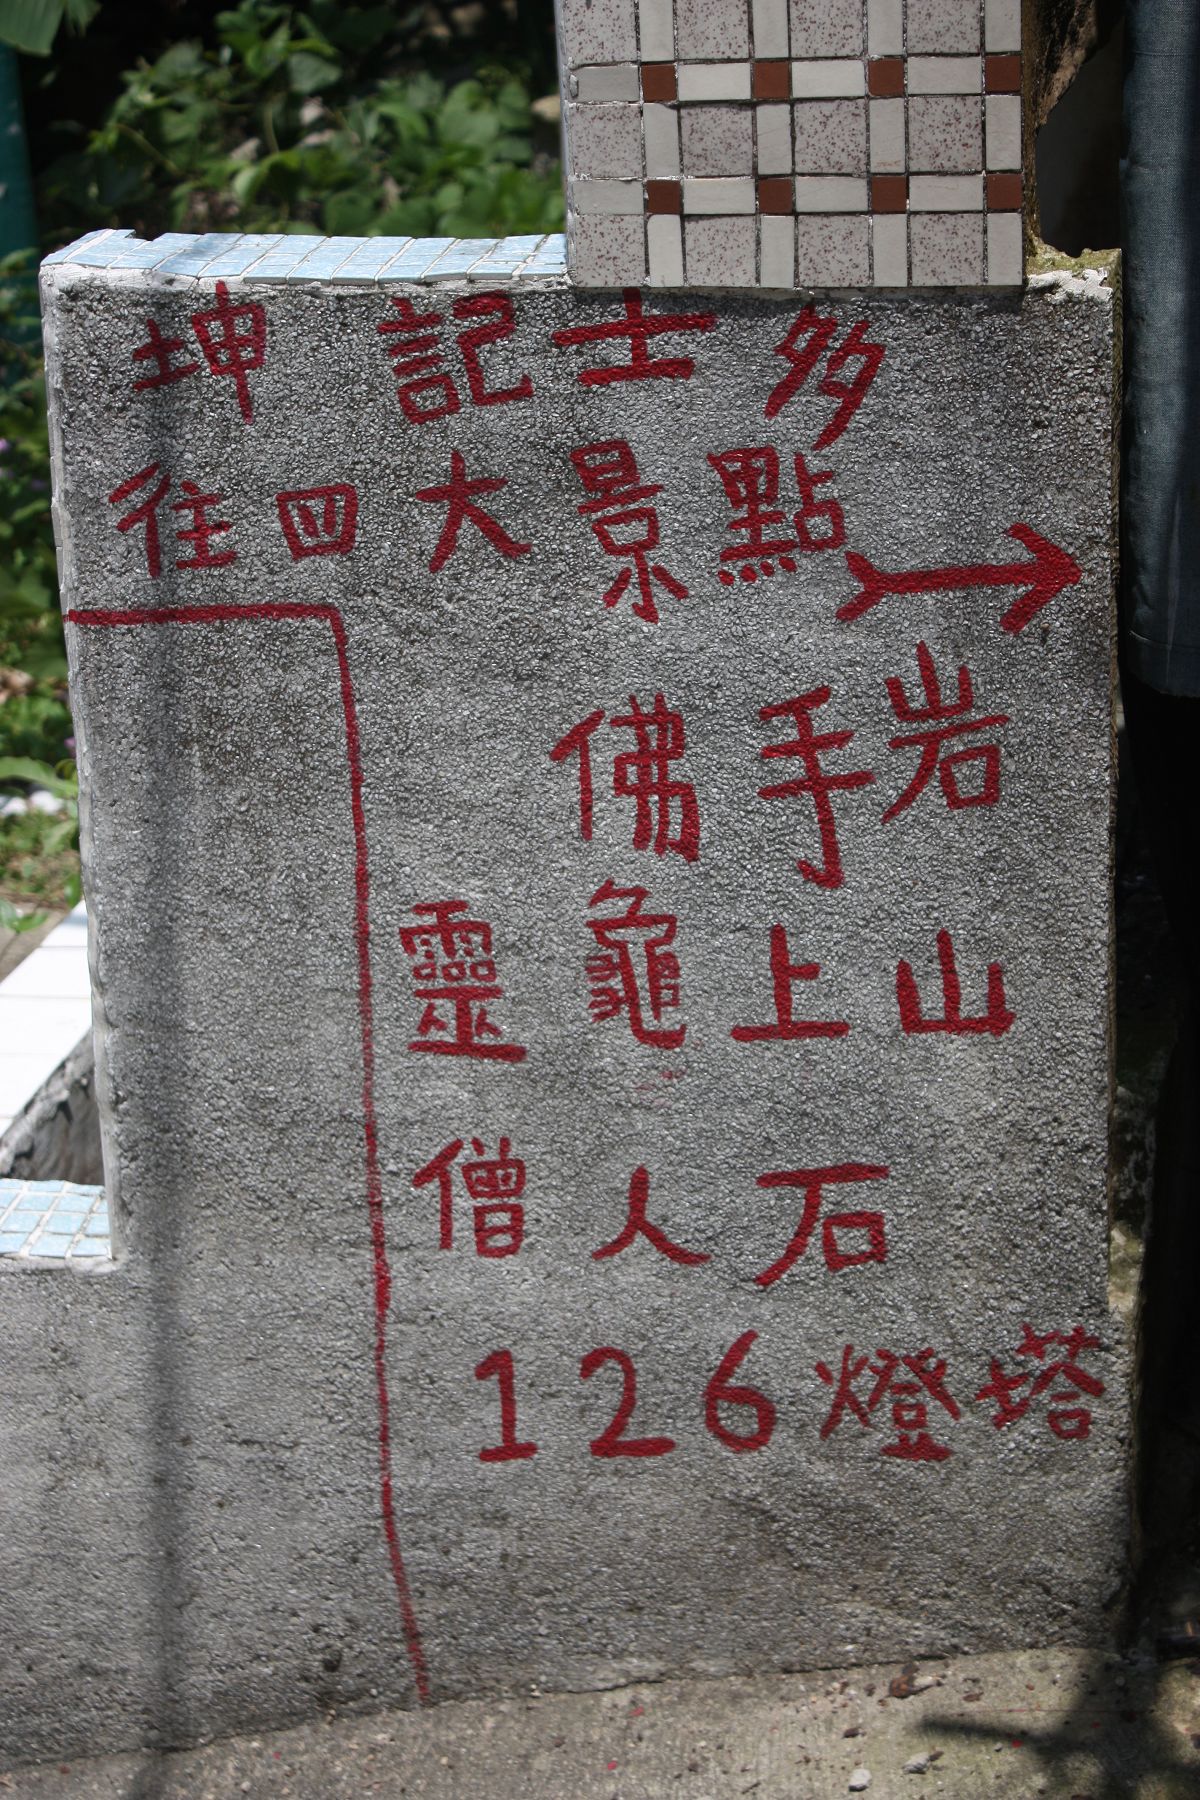 坤記士多
往四大景點
佛手岩
靈龜上山
僧人石
126燈塔